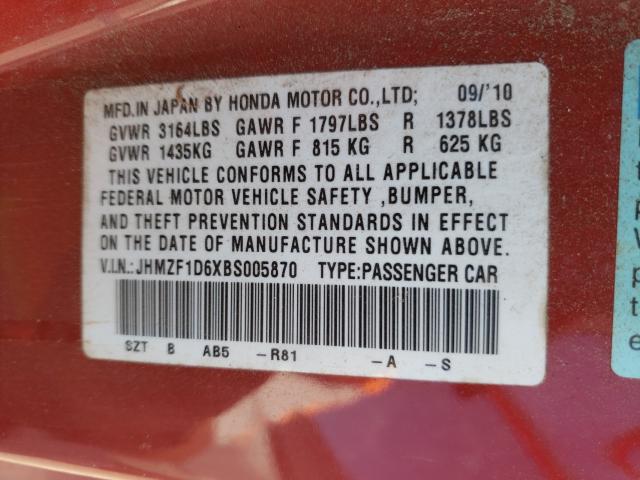 MFD.IN JAPAN BY HONDA MOTOR CO.,LTD; 09/'10
GVWR 3164LBS GAWR F 1797LBS R 1378LBS
GVWR 1435KG GAWR F 815 KG R 625 KG
THIS VEHICLE CONFORMS TO ALL APPLICABLE
FEDERAL MOTOR VEHICLE SAFETY ,BUMPER,
AND THEFT PREVENTION STANDARDS IN EFFECT
ON THE DATE OF MANUFACTURE SHOWN ABOVE.
V.I.N.:JHMZF1D6XBS005870 TYPE:PASSENGER CAR
SZT B AB5 -R81 -A -S